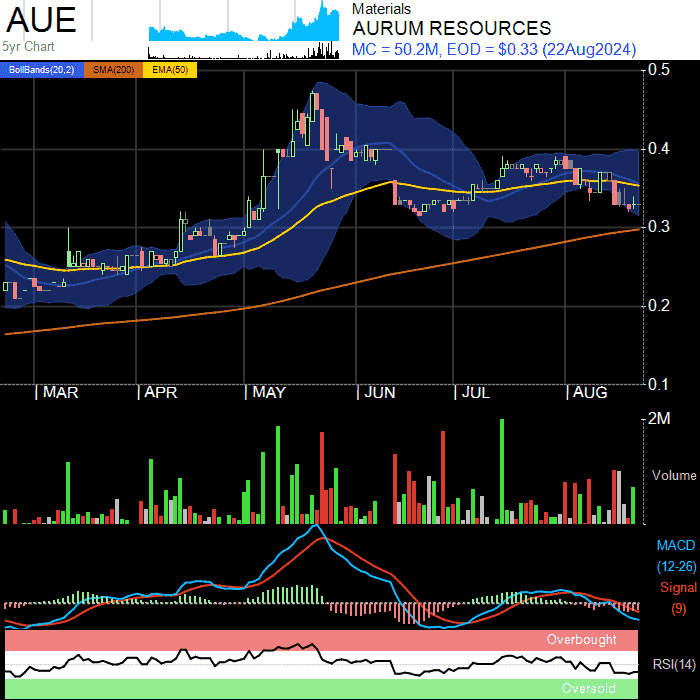 AUE
5yr Chart
Materials
AURUM RESOURCES
MC = 50.2M, EOD = $0.33 (22Aug2024)
BollBands(20,2) SMA(200) EMA(50)
0.5
0.4
0.3
0.2
0.1
MAR APR MAY JUN JUL AUG
2M
Volume
MACD
(12-26)
Signal
(9)
Overbought
RSI(14)
Oversold